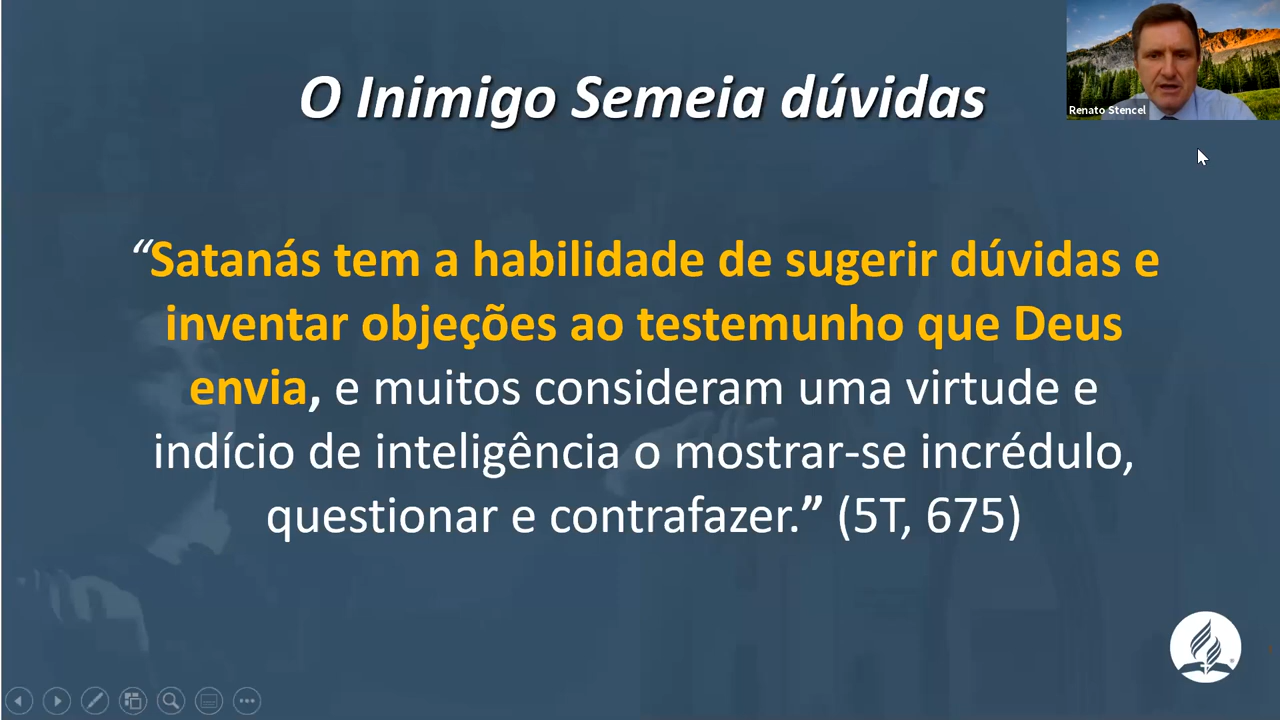 O Inimigo Semeia dúvidas
Renato Stencel
“Satanás tem a habilidade de sugerir dúvidas e
inventar objeções ao testemunho que Deus
envia, e muitos consideram uma virtude e
indício de inteligência o mostrar-se incrédulo,
questionar e contrafazer.” (5T, 675)